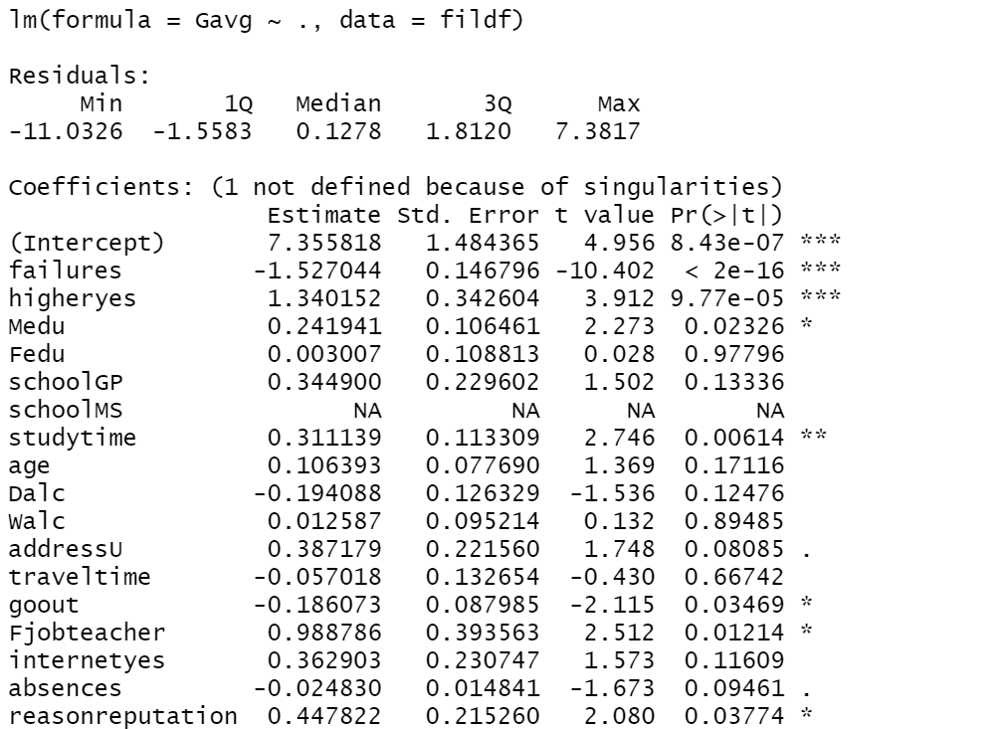 lm(formula = Gavg ~ ., data = fildf)
Residuals:
Min 1Q Median 3Q Max
-11.0326 -1.5583 0.1278 1.8120 7.3817
Coefficients: (1 not defined because of singularities)
Estimate Std. Error t value Pr(>|t|)
(Intercept) 7.355818 1.484365 4.956 8.43e-07 ***
failures -1.527044 0.146796 -10.402 < 2e-16 ***
higheryes 1.340152 0.342604 3.912 9.77e-05 ***
Medu 0.241941 0.106461 2.273 0.02326 *
Fedu 0.003007 0.108813 0.028 0.97796
schoolGP 0.344900 0.229602 1.502 0.13336
schoolMS NA NA NA NA
studytime 0.311139 0.113309 2.746 0.00614 **
age 0.106393 0.077690 1.369 0.17116
Dalc -0.194088 0.126329 -1.536 0.12476
Walc 0.012587 0.095214 0.132 0.89485
addressU 0.387179 0.221560 1.748 0.08085 .
traveltime -0.057018 0.132654 -0.430 0.66742
goout -0.186073 0.087985 -2.115 0.03469 *
Fjobteacher 0.988786 0.393563 2.512 0.01214 *
internetyes 0.362903 0.230747 1.573 0.11609
absences -0.024830 0.014841 -1.673 0.09461 .
reasonreputation 0.447822 0.215260 2.080 0.03774 *